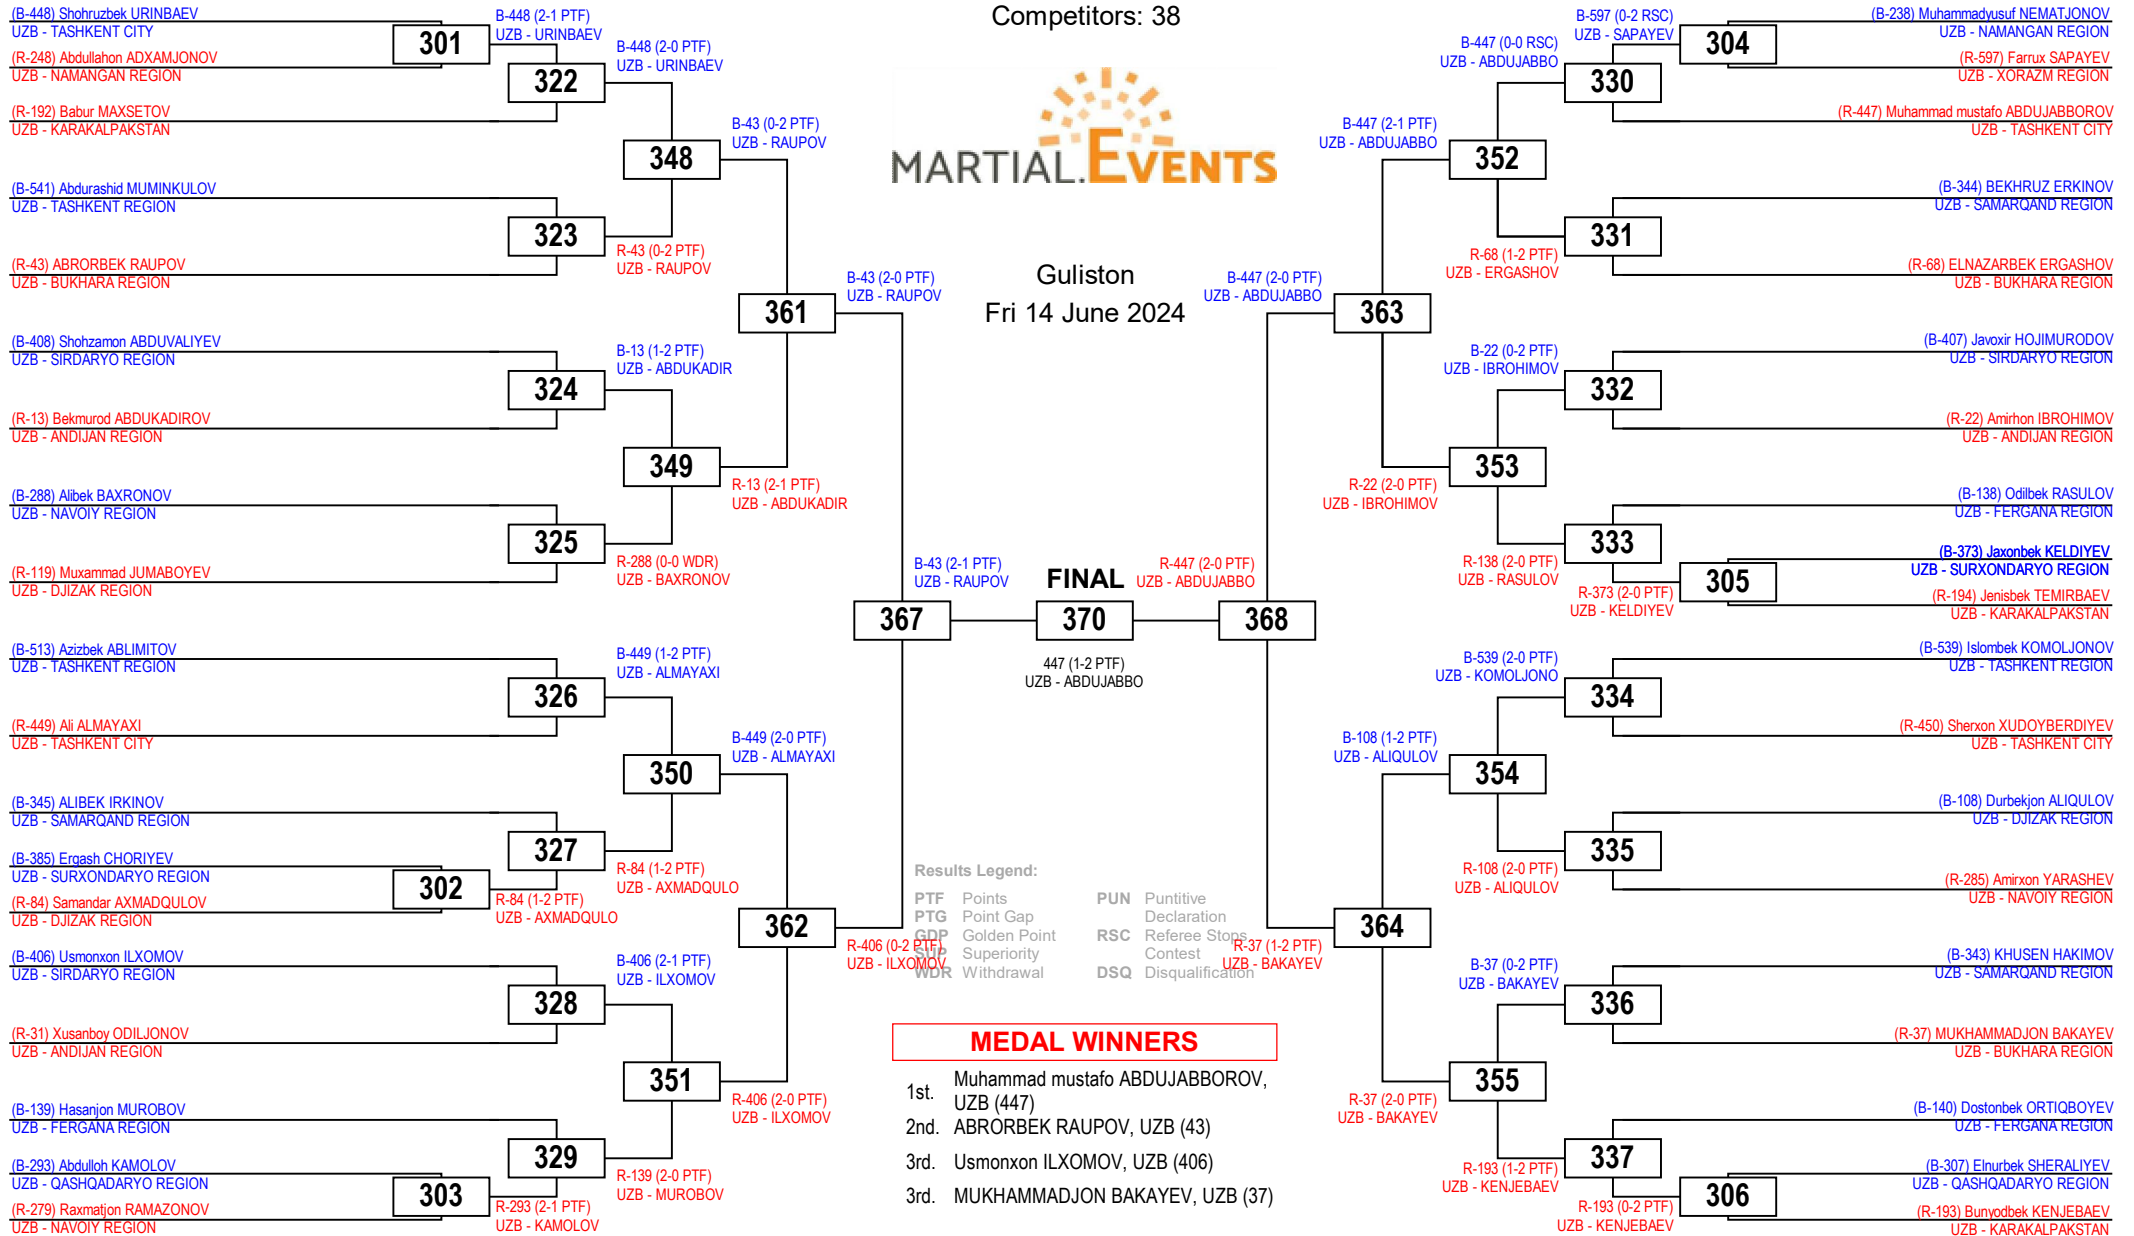 Competitors: 38
MARTIAL.EVENTS
Guliston
Fri 14 June 2024
(B-448) Shohruzbek URINBAEV
UZB - TASHKENT CITY
(R-248) Abdullahon ADXAMJONOV
UZB - NAMANGAN REGION
301
B-448 (2-1 PTF)
UZB - URINBAEV
(R-192) Babur MAXSETOV
UZB - KARAKALPAKSTAN
322
B-448 (2-0 PTF)
UZB - URINBAEV
(B-541) Abdurashid MUMINKULOV
UZB - TASHKENT REGION
(R-43) ABRORBEK RAUPOV
UZB - BUKHARA REGION
323
R-43 (0-2 PTF)
UZB - RAUPOV
348
B-43 (0-2 PTF)
UZB - RAUPOV
(B-408) Shohzamon ABDUVALIYEV
UZB - SIRDARYO REGION
(R-13) Bekmurod ABDUKADIROV
UZB - ANDIJAN REGION
324
B-13 (1-2 PTF)
UZB - ABDUKADIR
(B-288) Alibek BAXRONOV
UZB - NAVOIY REGION
(R-119) Muxammad JUMABOYEV
UZB - DJIZAK REGION
325
R-288 (0-0 WDR)
UZB - BAXRONOV
349
R-13 (2-1 PTF)
UZB - ABDUKADIR
361
B-43 (2-0 PTF)
UZB - RAUPOV
(B-513) Azizbek ABLIMITOV
UZB - TASHKENT REGION
(R-449) Ali ALMAYAXI
UZB - TASHKENT CITY
326
B-449 (1-2 PTF)
UZB - ALMAYAXI
(B-345) ALIBEK IRKINOV
UZB - SAMARQAND REGION
(B-385) Ergash CHORIYEV
UZB - SURXONDARYO REGION
(R-84) Samandar AXMADQULOV
UZB - DJIZAK REGION
302
R-84 (1-2 PTF)
UZB - AXMADQULO
327
R-84 (1-2 PTF)
UZB - AXMADQULO
350
B-449 (2-0 PTF)
UZB - ALMAYAXI
(B-406) Usmonxon ILXOMOV
UZB - SIRDARYO REGION
(R-31) Xusanboy ODILJONOV
UZB - ANDIJAN REGION
328
B-406 (2-1 PTF)
UZB - ILXOMOV
(B-139) Hasanjon MUROBOV
UZB - FERGANA REGION
(B-293) Abdulloh KAMOLOV
UZB - QASHQADARYO REGION
(R-279) Raxmatjon RAMAZONOV
UZB - NAVOIY REGION
303
R-293 (2-1 PTF)
UZB - KAMOLOV
329
R-139 (2-0 PTF)
UZB - MUROBOV
351
R-406 (2-0 PTF)
UZB - ILXOMOV
362
R-406 (0-2 PTF)
UZB - ILXOMOV
367
B-43 (2-1 PTF)
UZB - RAUPOV
FINAL
370
447 (1-2 PTF)
UZB - ABDUJABBO
R-447 (2-0 PTF)
UZB - ABDUJABBO
368
B-447 (2-0 PTF)
UZB - ABDUJABBO
363
B-447 (2-1 PTF)
UZB - ABDUJABBO
352
B-447 (0-0 RSC)
UZB - ABDUJABBO
330
B-597 (0-2 RSC)
UZB - SAPAYEV
304
(B-238) Muhammadyusuf NEMATJONOV
UZB - NAMANGAN REGION
(R-597) Farrux SAPAYEV
UZB - XORAZM REGION
(R-447) Muhammad mustafo ABDUJABBOROV
UZB - TASHKENT CITY
(B-344) BEKHRUZ ERKINOV
UZB - SAMARQAND REGION
331
R-68 (1-2 PTF)
UZB - ERGASHOV
(R-68) ELNAZARBEK ERGASHOV
UZB - BUKHARA REGION
(B-407) Javoxir HOJIMURODOV
UZB - SIRDARYO REGION
B-22 (0-2 PTF)
UZB - IBROHIMOV
332
(R-22) Amirhon IBROHIMOV
UZB - ANDIJAN REGION
353
R-22 (2-0 PTF)
UZB - IBROHIMOV
(B-138) Odilbek RASULOV
UZB - FERGANA REGION
333
R-138 (2-0 PTF)
UZB - RASULOV
(B-373) Jaxonbek KELDIYEV
UZB - SURXONDARYO REGION
305
R-373 (2-0 PTF)
UZB - KELDIYEV
(R-194) Jenisbek TEMIRBAEV
UZB - KARAKALPAKSTAN
(B-539) Islombek KOMOLJONOV
UZB - TASHKENT REGION
B-539 (2-0 PTF)
UZB - KOMOLJONO
334
(R-450) Sherxon XUDOYBERDIYEV
UZB - TASHKENT CITY
B-108 (1-2 PTF)
UZB - ALIQULOV
354
(B-108) Durbekjon ALIQULOV
UZB - DJIZAK REGION
335
R-108 (2-0 PTF)
UZB - ALIQULOV
(R-285) Amirxon YARASHEV
UZB - NAVOIY REGION
364
R-37 (1-2 PTF)
UZB - BAKAYEV
(B-343) KHUSEN HAKIMOV
UZB - SAMARQAND REGION
B-37 (0-2 PTF)
UZB - BAKAYEV
336
(R-37) MUKHAMMADJON BAKAYEV
UZB - BUKHARA REGION
355
R-37 (2-0 PTF)
UZB - BAKAYEV
(B-140) Dostonbek ORTIQBOYEV
UZB - FERGANA REGION
337
R-193 (1-2 PTF)
UZB - KENJEBAEV
(B-307) Elnurbek SHERALIYEV
UZB - QASHQADARYO REGION
306
R-193 (0-2 PTF)
UZB - KENJEBAEV
(R-193) Bunyodbek KENJEBAEV
UZB - KARAKALPAKSTAN
Results Legend:
PTF Points
PTG Point Gap
GDP Golden Point
SUP Superiority
WDR Withdrawal
PUN Puntitive
Declaration
RSC Referee Stops
Contest
DSQ Disqualification
MEDAL WINNERS
1st. Muhammad mustafo ABDUJABBOROV,
UZB (447)
2nd. ABRORBEK RAUPOV, UZB (43)
3rd. Usmonxon ILXOMOV, UZB (406)
3rd. MUKHAMMADJON BAKAYEV, UZB (37)